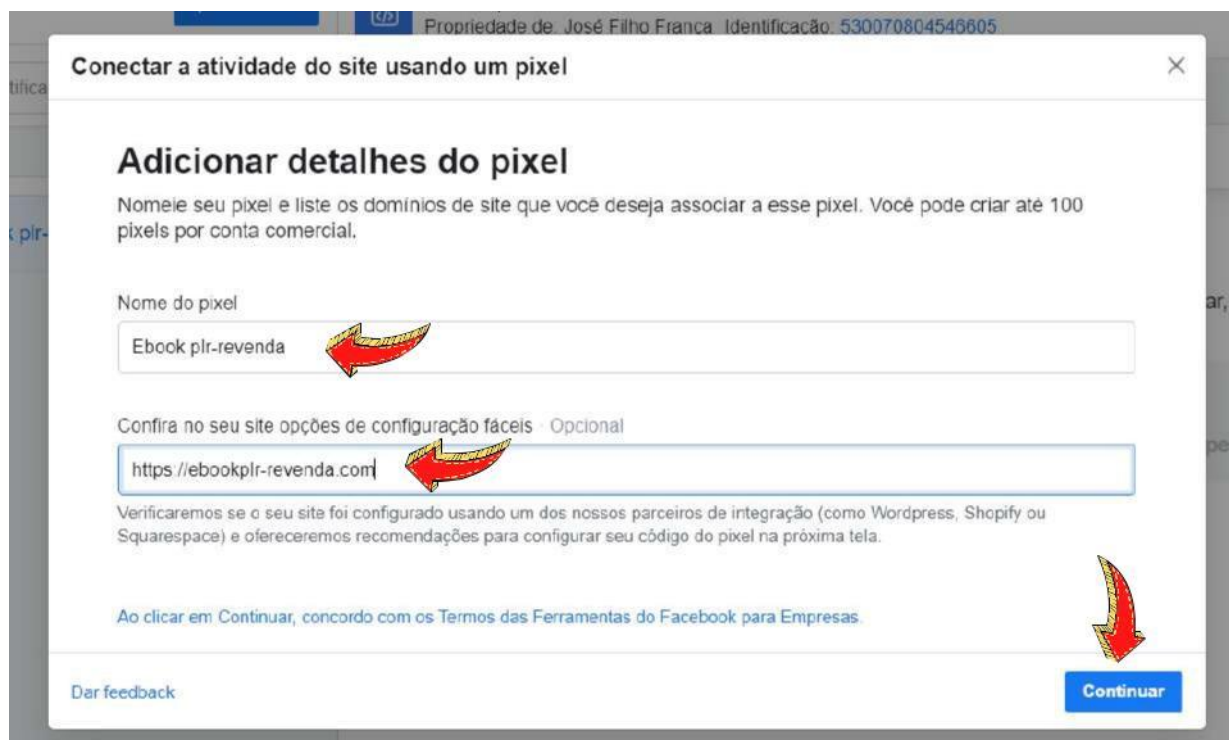 Propriedade de. José Filho França Identificação: 530070804546605
Conectar a atividade do site usando um pixel
Adicionar detalhes do pixel
Nomeie seu pixel e liste os domínios de site que você deseja associar a esse pixel. Você pode criar até 100
pixels por conta comercial.
Nome do pixel
Ebook plr-revenda
Confira no seu site opções de configuração fáceis · Opcional
https://ebookplr-revenda.com
Verificaremos se o seu site foi configurado usando um dos nossos parceiros de integração (como Wordpress, Shopify ou
Squarespace) e ofereceremos recomendações para configurar seu código do pixel na próxima tela.
Ao clicar em Continuar, concordo com os Termos das Ferramentas do Facebook para Empresas.
Dar feedback
Continuar